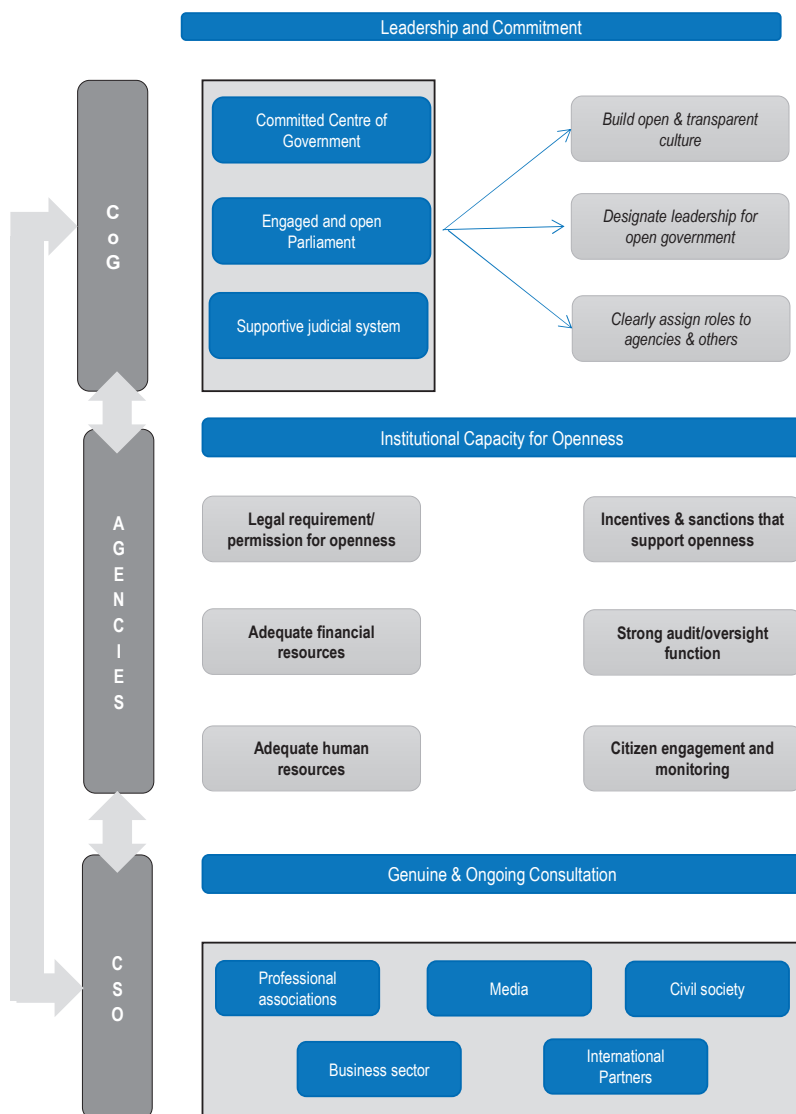 Leadership and Commitment
C
o
G
Committed Centre of
Government
Engaged and open
Parliament
Supportive judicial system
Build open & transparent
culture
Designate leadership for
open government
Clearly assign roles to
agencies & others
A
G
E
N
C
I
E
S
Institutional Capacity for Openness
Legal requirement/
permission for openness
Incentives & sanctions that
support openness
Adequate financial
resources
Strong audit/oversight
function
Adequate human
resources
Citizen engagement and
monitoring
C
S
O
Genuine & Ongoing Consultation
Professional
associations
Media
Civil society
Business sector
International
Partners